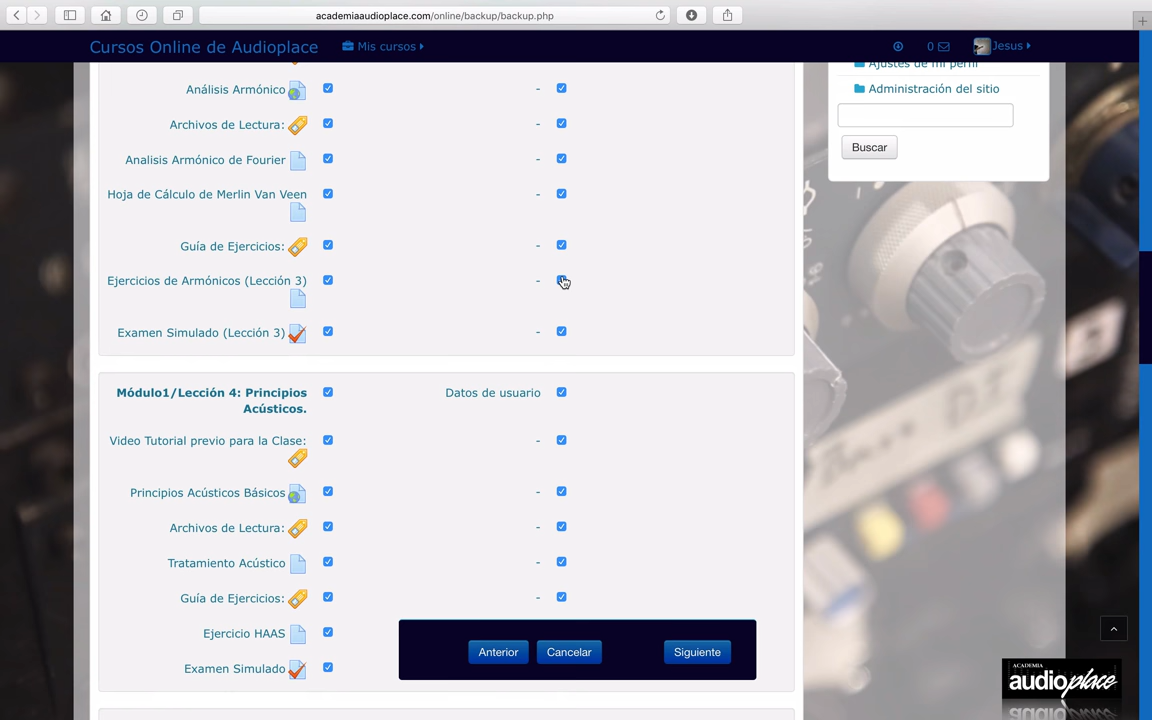 academiaaudioplace.com/online/backup/backup.php
Cursos Online de Audioplace
Mis cursos
0
Jesus
Ajustes de mi perfil
Administración del sitio
Buscar
Análisis Armónico
-
Archivos de Lectura:
-
Analisis Armónico de Fourier
-
Hoja de Cálculo de Merlin Van Veen
-
Guía de Ejercicios:
-
Ejercicios de Armónicos (Lección 3)
-
Examen Simulado (Lección 3)
-
Módulo1/Lección 4: Principios
Acústicos.
Datos de usuario
Video Tutorial previo para la Clase:
-
Principios Acústicos Básicos
-
Archivos de Lectura:
-
Tratamiento Acústico
-
Guía de Ejercicios:
-
Ejercicio HAAS
Examen Simulado
Anterior
Cancelar
Siguiente
ACADEMIA
audioplace